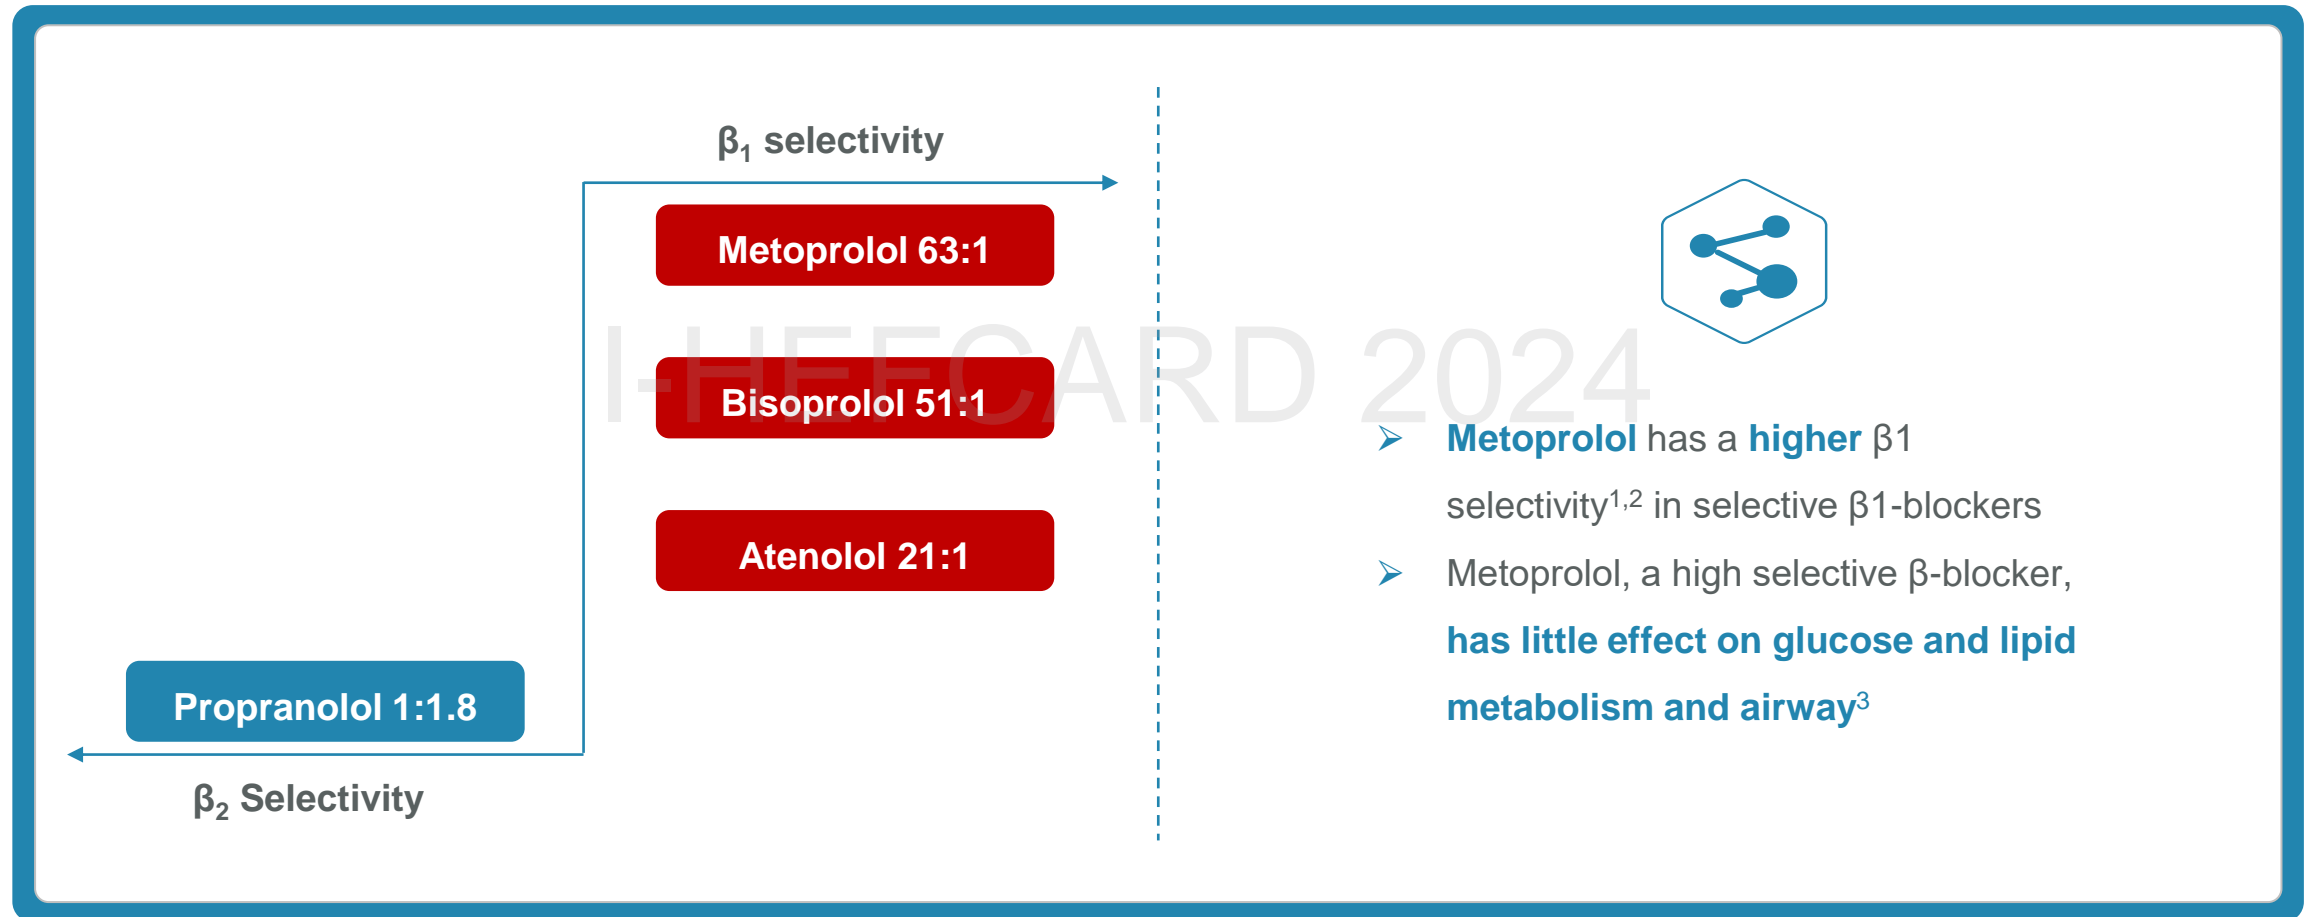 β₁ selectivity
Metoprolol 63:1
Bisoprolol 51:1
Atenolol 21:1
Propranolol 1:1.8
β₂ Selectivity
I-HEFCARD 2024
➢ Metoprolol has a higher β1
selectivity¹,² in selective β1-blockers
➢ Metoprolol, a high selective β-blocker,
has little effect on glucose and lipid
metabolism and airway³